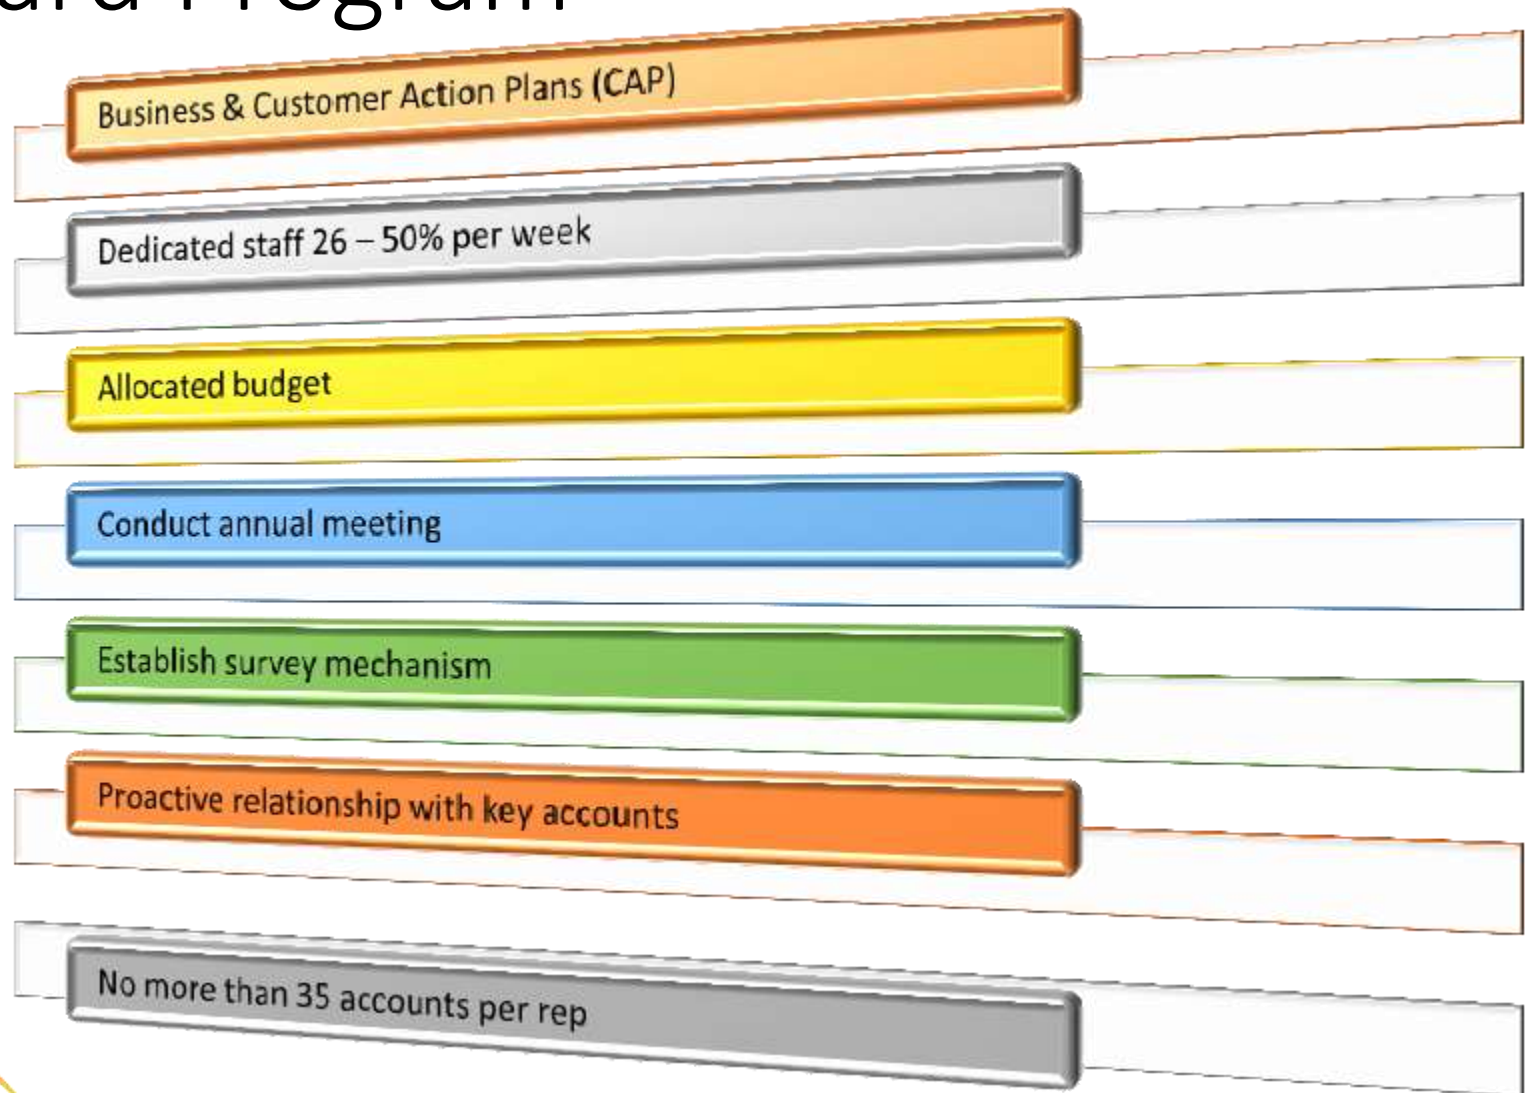 Program
Business & Customer Action Plans (CAP)
Dedicated staff 26 – 50% per week
Allocated budget
Conduct annual meeting
Establish survey mechanism
Proactive relationship with key accounts
No more than 35 accounts per rep